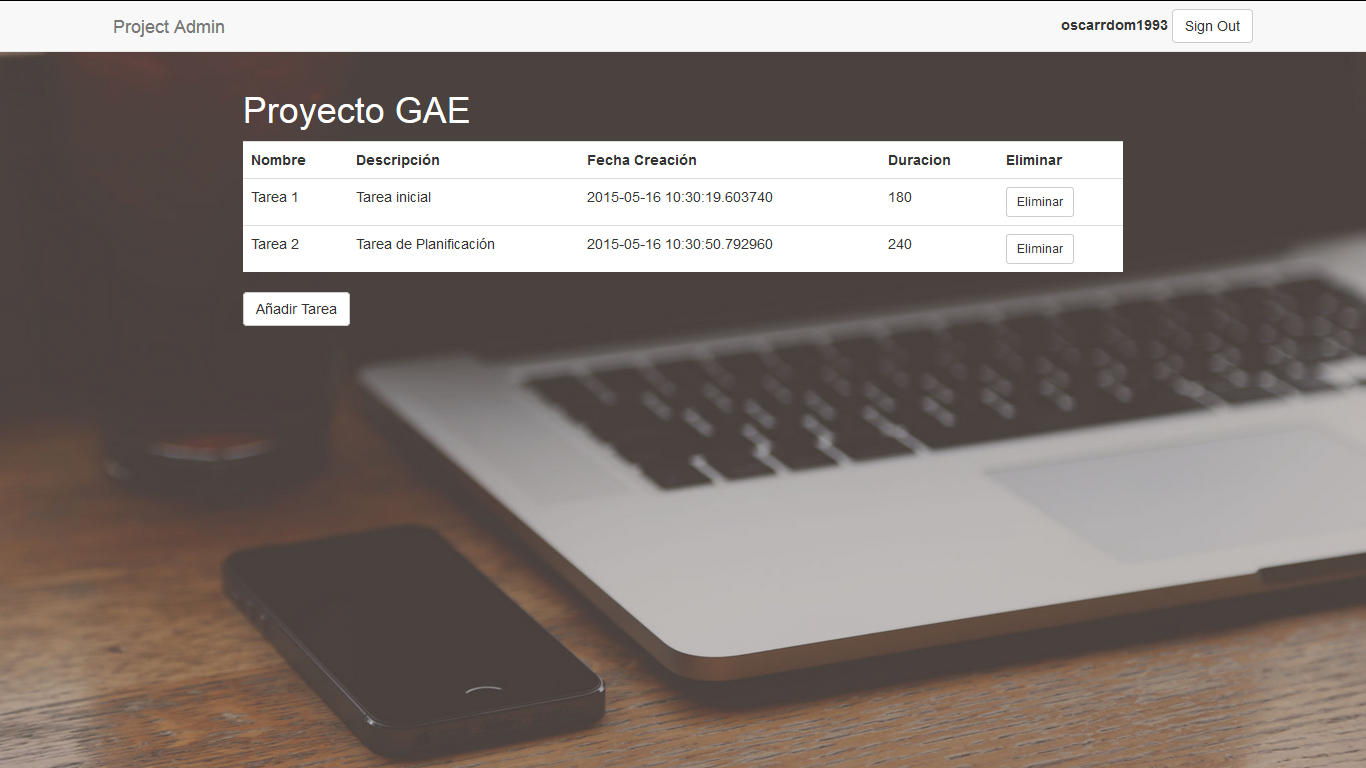 Project Admin oscarrdom1993 Sign Out
Proyecto GAE
Nombre Descripción Fecha Creación Duracion Eliminar
Tarea 1 Tarea inicial 2015-05-16 10:30:19.603740 180 Eliminar
Tarea 2 Tarea de Planificación 2015-05-16 10:30:50.792960 240 Eliminar
Añadir Tarea